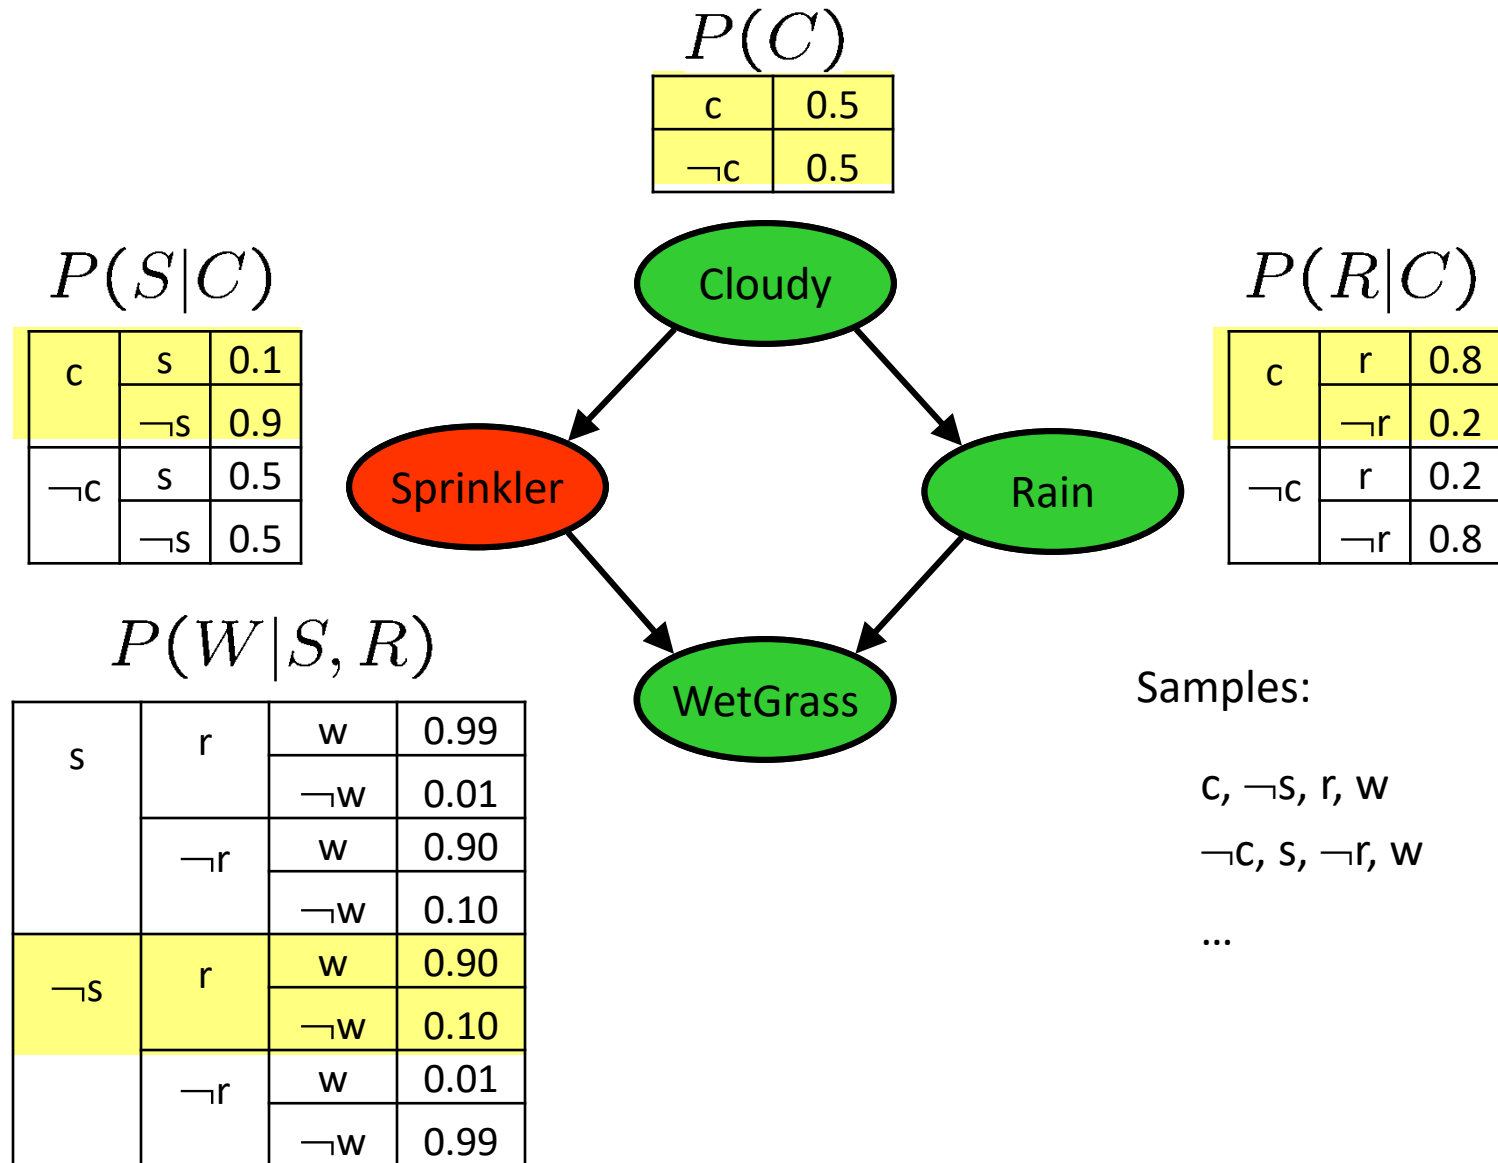 P(C)
c 0.5
¬c 0.5
P(S|C)
c s 0.1
¬s 0.9
¬c s 0.5
¬s 0.5
Cloudy
P(R|C)
c r 0.8
¬r 0.2
¬c r 0.2
¬r 0.8
Sprinkler
Rain
P(W|S, R)
s r w 0.99
¬w 0.01
¬r w 0.90
¬w 0.10
¬s r w 0.90
¬w 0.10
¬r w 0.01
¬w 0.99
WetGrass
Samples:
c, ¬s, r, w
¬c, s, ¬r, w
...